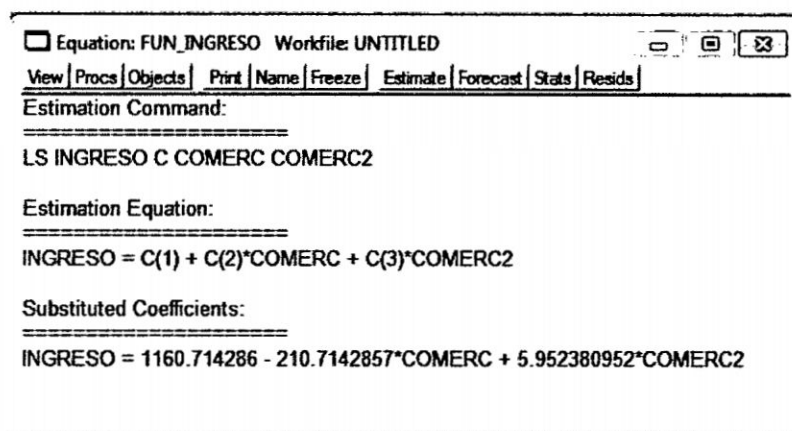 Equation: FUN_INGRESO Workfile: UNTITLED
View Procs Objects Print Name Freeze Estimate Forecast Stats Resids
Estimation Command:
=====================
LS INGRESO C COMERC COMERC2
Estimation Equation:
=====================
INGRESO = C(1) + C(2)*COMERC + C(3)*COMERC2
Substituted Coefficients:
=====================
INGRESO = 1160.714286 - 210.7142857*COMERC + 5.952380952*COMERC2